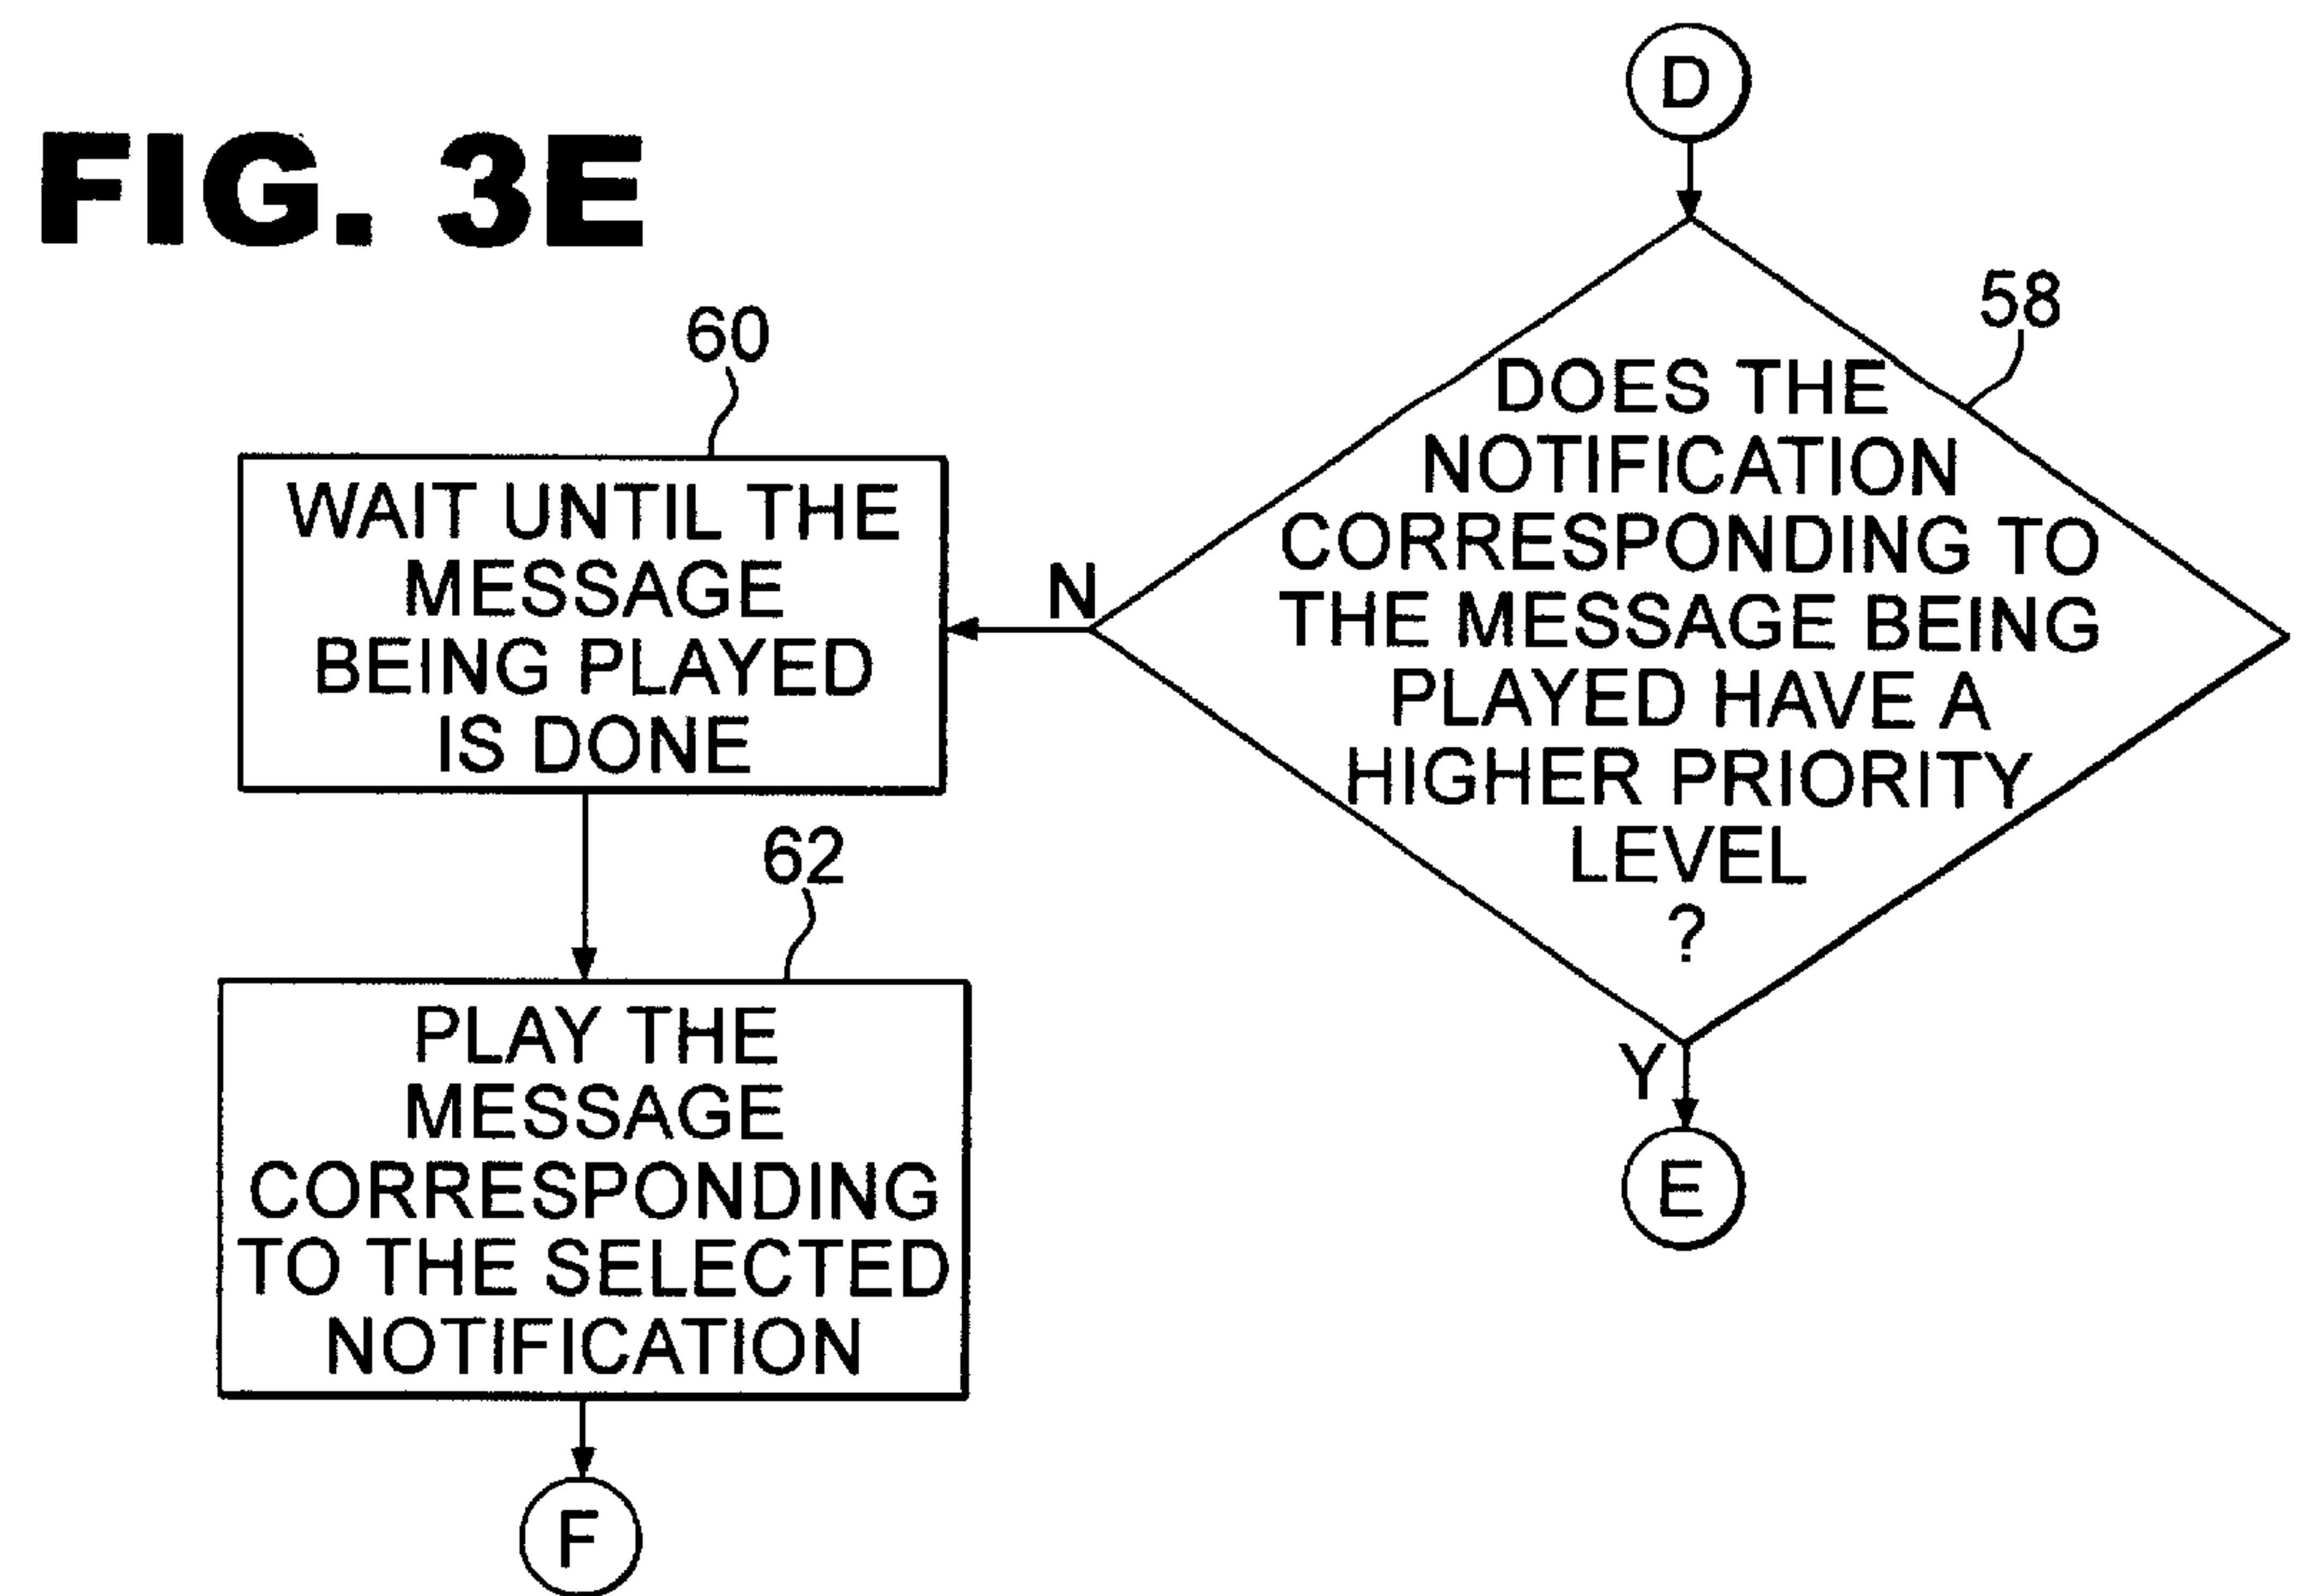 FIG. 3E
D
58
DOES THE
NOTIFICATION
CORRESPONDING TO
THE MESSAGE BEING
PLAYED HAVE A
HIGHER PRIORITY
LEVEL
?
N
Y
E
60
WAIT UNTIL THE
MESSAGE
BEING PLAYED
IS DONE
62
PLAY THE
MESSAGE
CORRESPONDING
TO THE SELECTED
NOTIFICATION
F